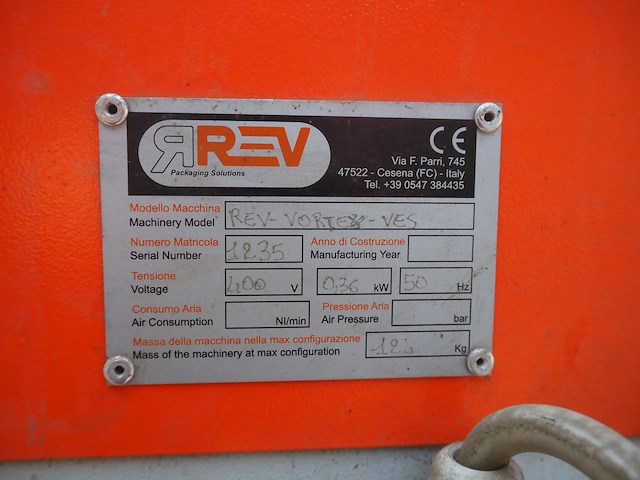 RREV
Packaging Solutions
CE
Via F. Parri, 745
47522 - Cesena (FC) - Italy
Tel. +39 0547 384435
Modello Macchina
Machinery Model REV-VORTEX-VES
Numero Matricola Anno di Costruzione
Serial Number 1235 Manufacturing Year
Tensione
Voltage 400 V 0,36 kW 50 Hz
Consumo Aria Pressione Aria
Air Consumption Nl/min Air Pressure bar
Massa della macchina nella max configurazione
Mass of the machinery at max configuration Kg